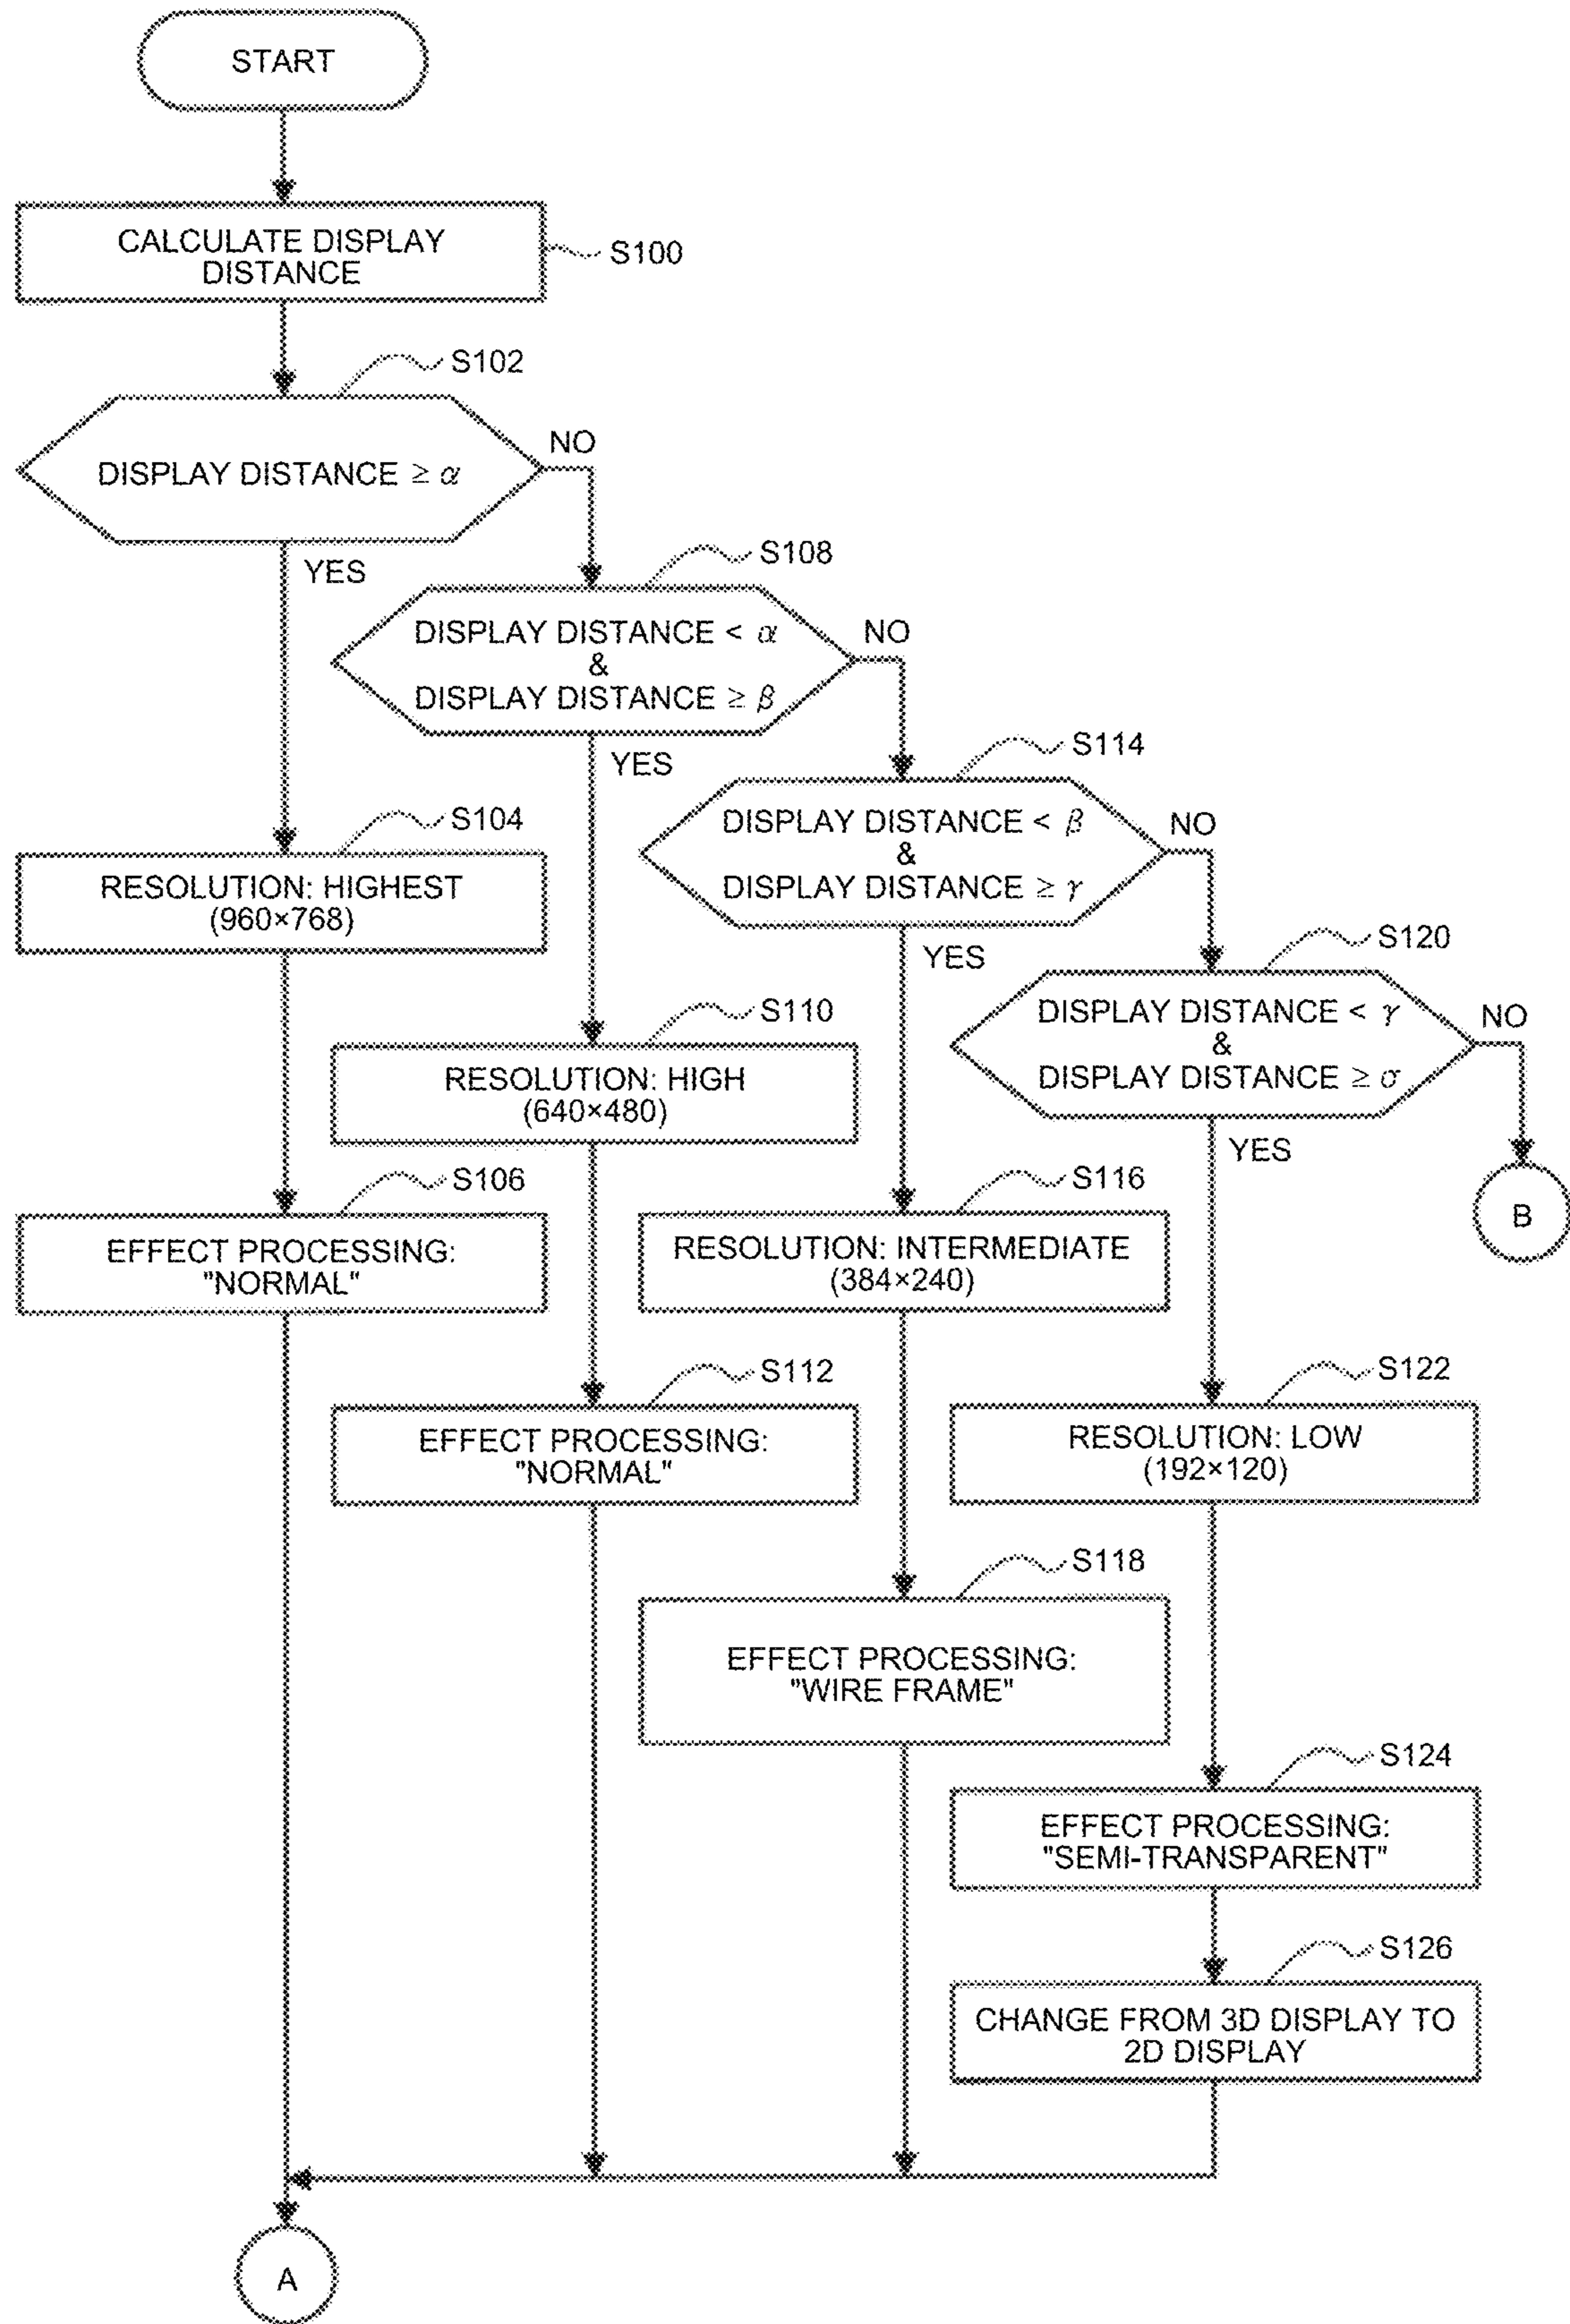 START
CALCULATE DISPLAY
DISTANCE
S100
S102
DISPLAY DISTANCE ≥ α
NO
YES
S108
DISPLAY DISTANCE < α
&
DISPLAY DISTANCE ≥ β
NO
YES
S114
DISPLAY DISTANCE < β
&
DISPLAY DISTANCE ≥ γ
NO
YES
S104
RESOLUTION: HIGHEST
(960×768)
S120
DISPLAY DISTANCE < γ
&
DISPLAY DISTANCE ≥ σ
NO
YES
S110
RESOLUTION: HIGH
(640×480)
S106
EFFECT PROCESSING:
"NORMAL"
S116
RESOLUTION: INTERMEDIATE
(384×240)
B
S112
EFFECT PROCESSING:
"NORMAL"
S122
RESOLUTION: LOW
(192×120)
S118
EFFECT PROCESSING:
"WIRE FRAME"
S124
EFFECT PROCESSING:
"SEMI-TRANSPARENT"
S126
CHANGE FROM 3D DISPLAY TO
2D DISPLAY
A